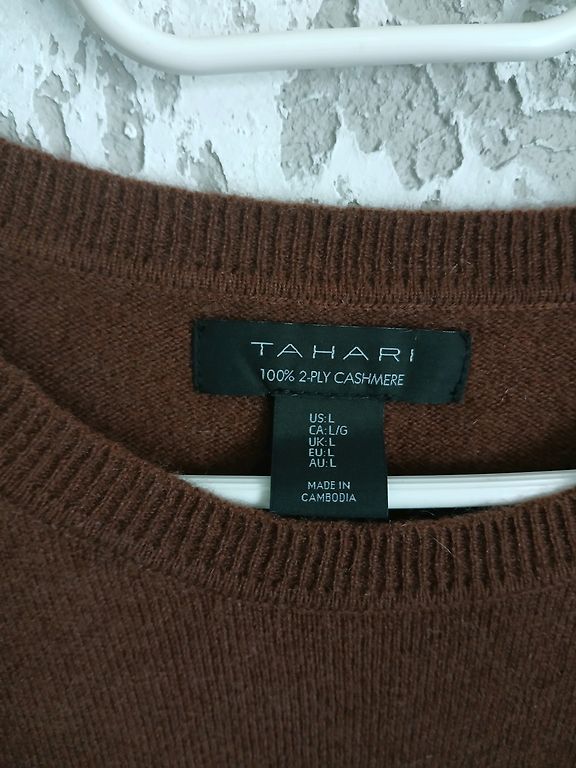 TAHARI
100% 2-PLY CASHMERE
US:L
CA:L/G
UK:L
EU:L
AU:L
MADE IN
CAMBODIA